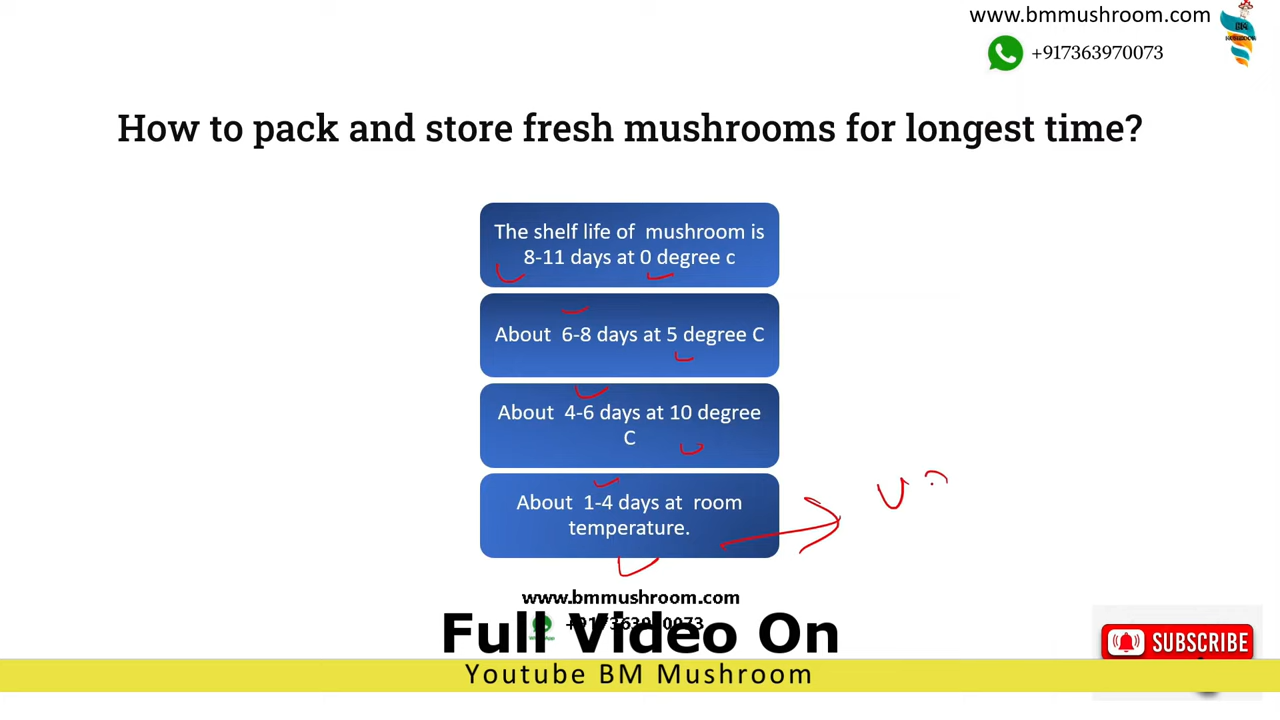 www.bmmushroom.com
+917363970073
How to pack and store fresh mushrooms for longest time?
The shelf life of mushroom is
8-11 days at 0 degree c
About 6-8 days at 5 degree C
About 4-6 days at 10 degree
C
About 1-4 days at room
temperature.
www.bmmushroom.com
+917363970073
Full Video On
SUBSCRIBE
Youtube BM Mushroom